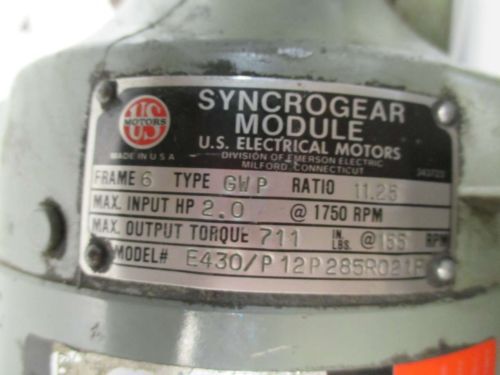 US
MOTORS
MADE IN U S A
SYNCROGEAR
MODULE
U.S. ELECTRICAL MOTORS
DIVISION OF EMERSON ELECTRIC
MILFORD, CONNECTICUT
FRAME 6 TYPE GWP RATIO 11.25
MAX. INPUT HP 2.0 @ 1750 RPM
MAX. OUTPUT TORQUE 711 IN. LBS. @ 155 RPM
MODEL# E430/P12P285R021F